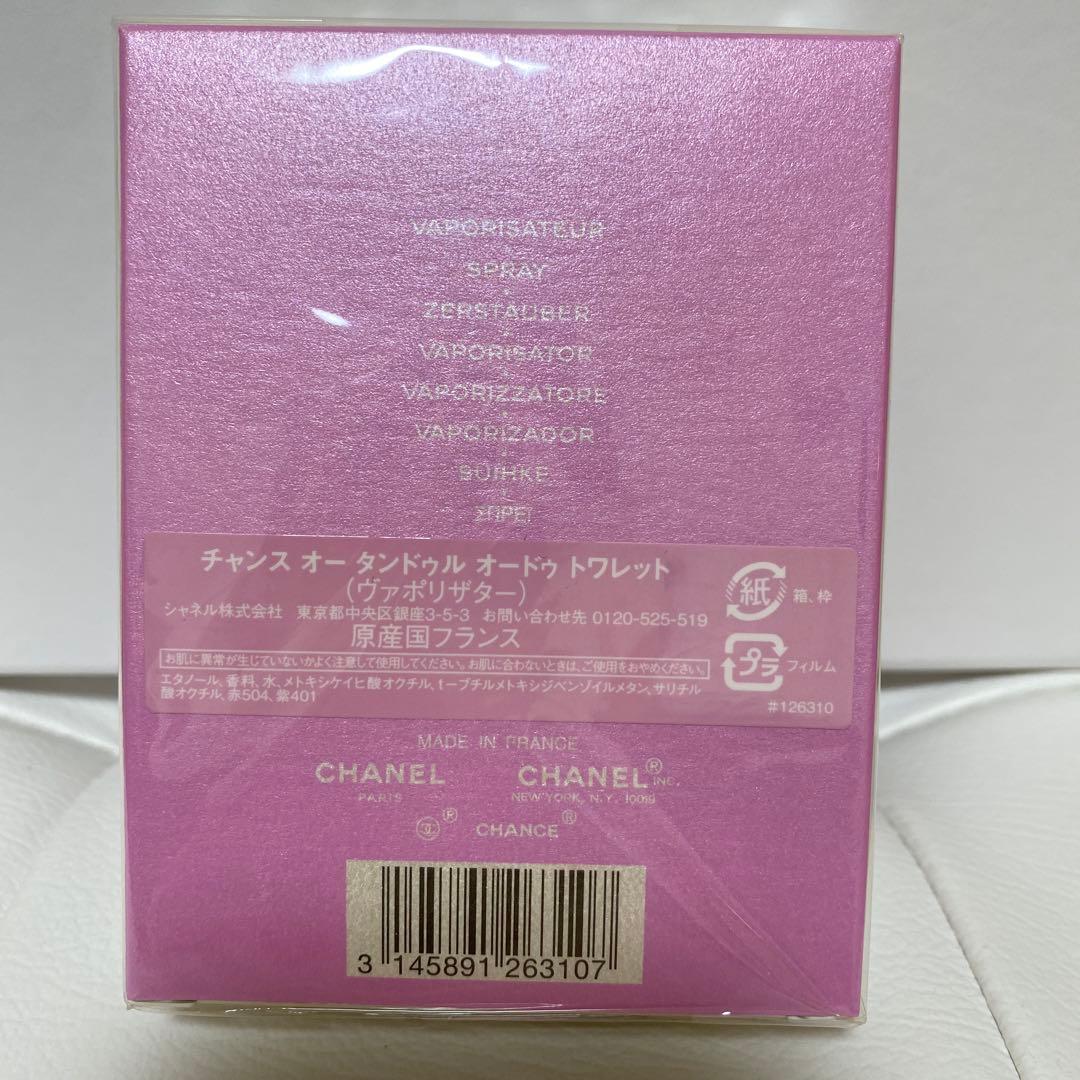 VAPORISATEUR
SPRAY
ZERSTAUBER
VAPORISATOR
VAPORIZZATORE
VAPORIZADOR
SUIHKE
ΣΠΡΕΪ
チャンス オー タンドゥル オードゥ トワレット
(ヴァポリザター)
シャネル株式会社 東京都中央区銀座3-5-3 お問い合わせ先 0120-525-519
原産国フランス
お肌に異常が生じていないかよく注意して使用してください。お肌に合わないときは、ご使用をおやめください。
エタノール、香料、水、メトキシケイヒ酸オクチル、t-ブチルメトキシジベンゾイルメタン、サリチル
酸オクチル、赤504、紫401
紙 箱、枠
プラ フィルム
#126310
MADE IN FRANCE
CHANEL CHANEL® INC.
PARIS NEW YORK, N.Y. 10019
® CHANCE®
3 145891 263107